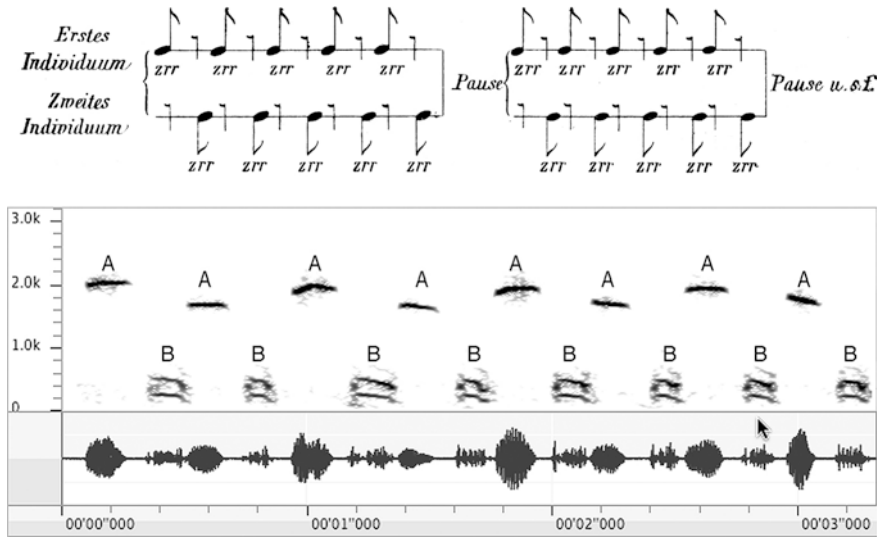 Erstes
Individuum
zrr zrr zrr zrr zrr
Zweites
Individuum
zrr zrr zrr zrr zrr
Pause
zrr zrr zrr zrr zrr
zrr zrr zrr zrr zrr
Pause u.s.f.
3.0k
2.0k
1.0k
0
A A A A A A A A
B B B B B B B B
00'00"000 00'01"000 00'02"000 00'03"000